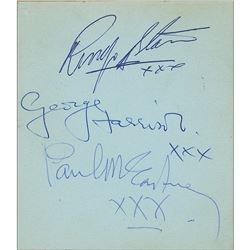 Ringo Starr
xxx
George
Harrison.
xxx
Paul McCartney
XXX